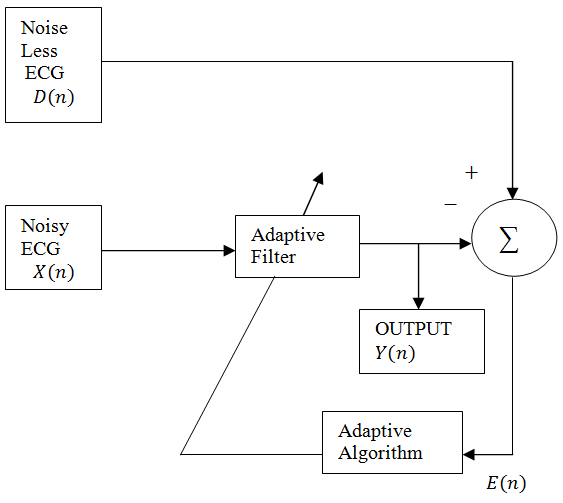 Noise
Less
ECG
D(n)
+
−
Noisy
ECG
X(n)
Adaptive
Filter
∑
OUTPUT
Y(n)
Adaptive
Algorithm
E(n)